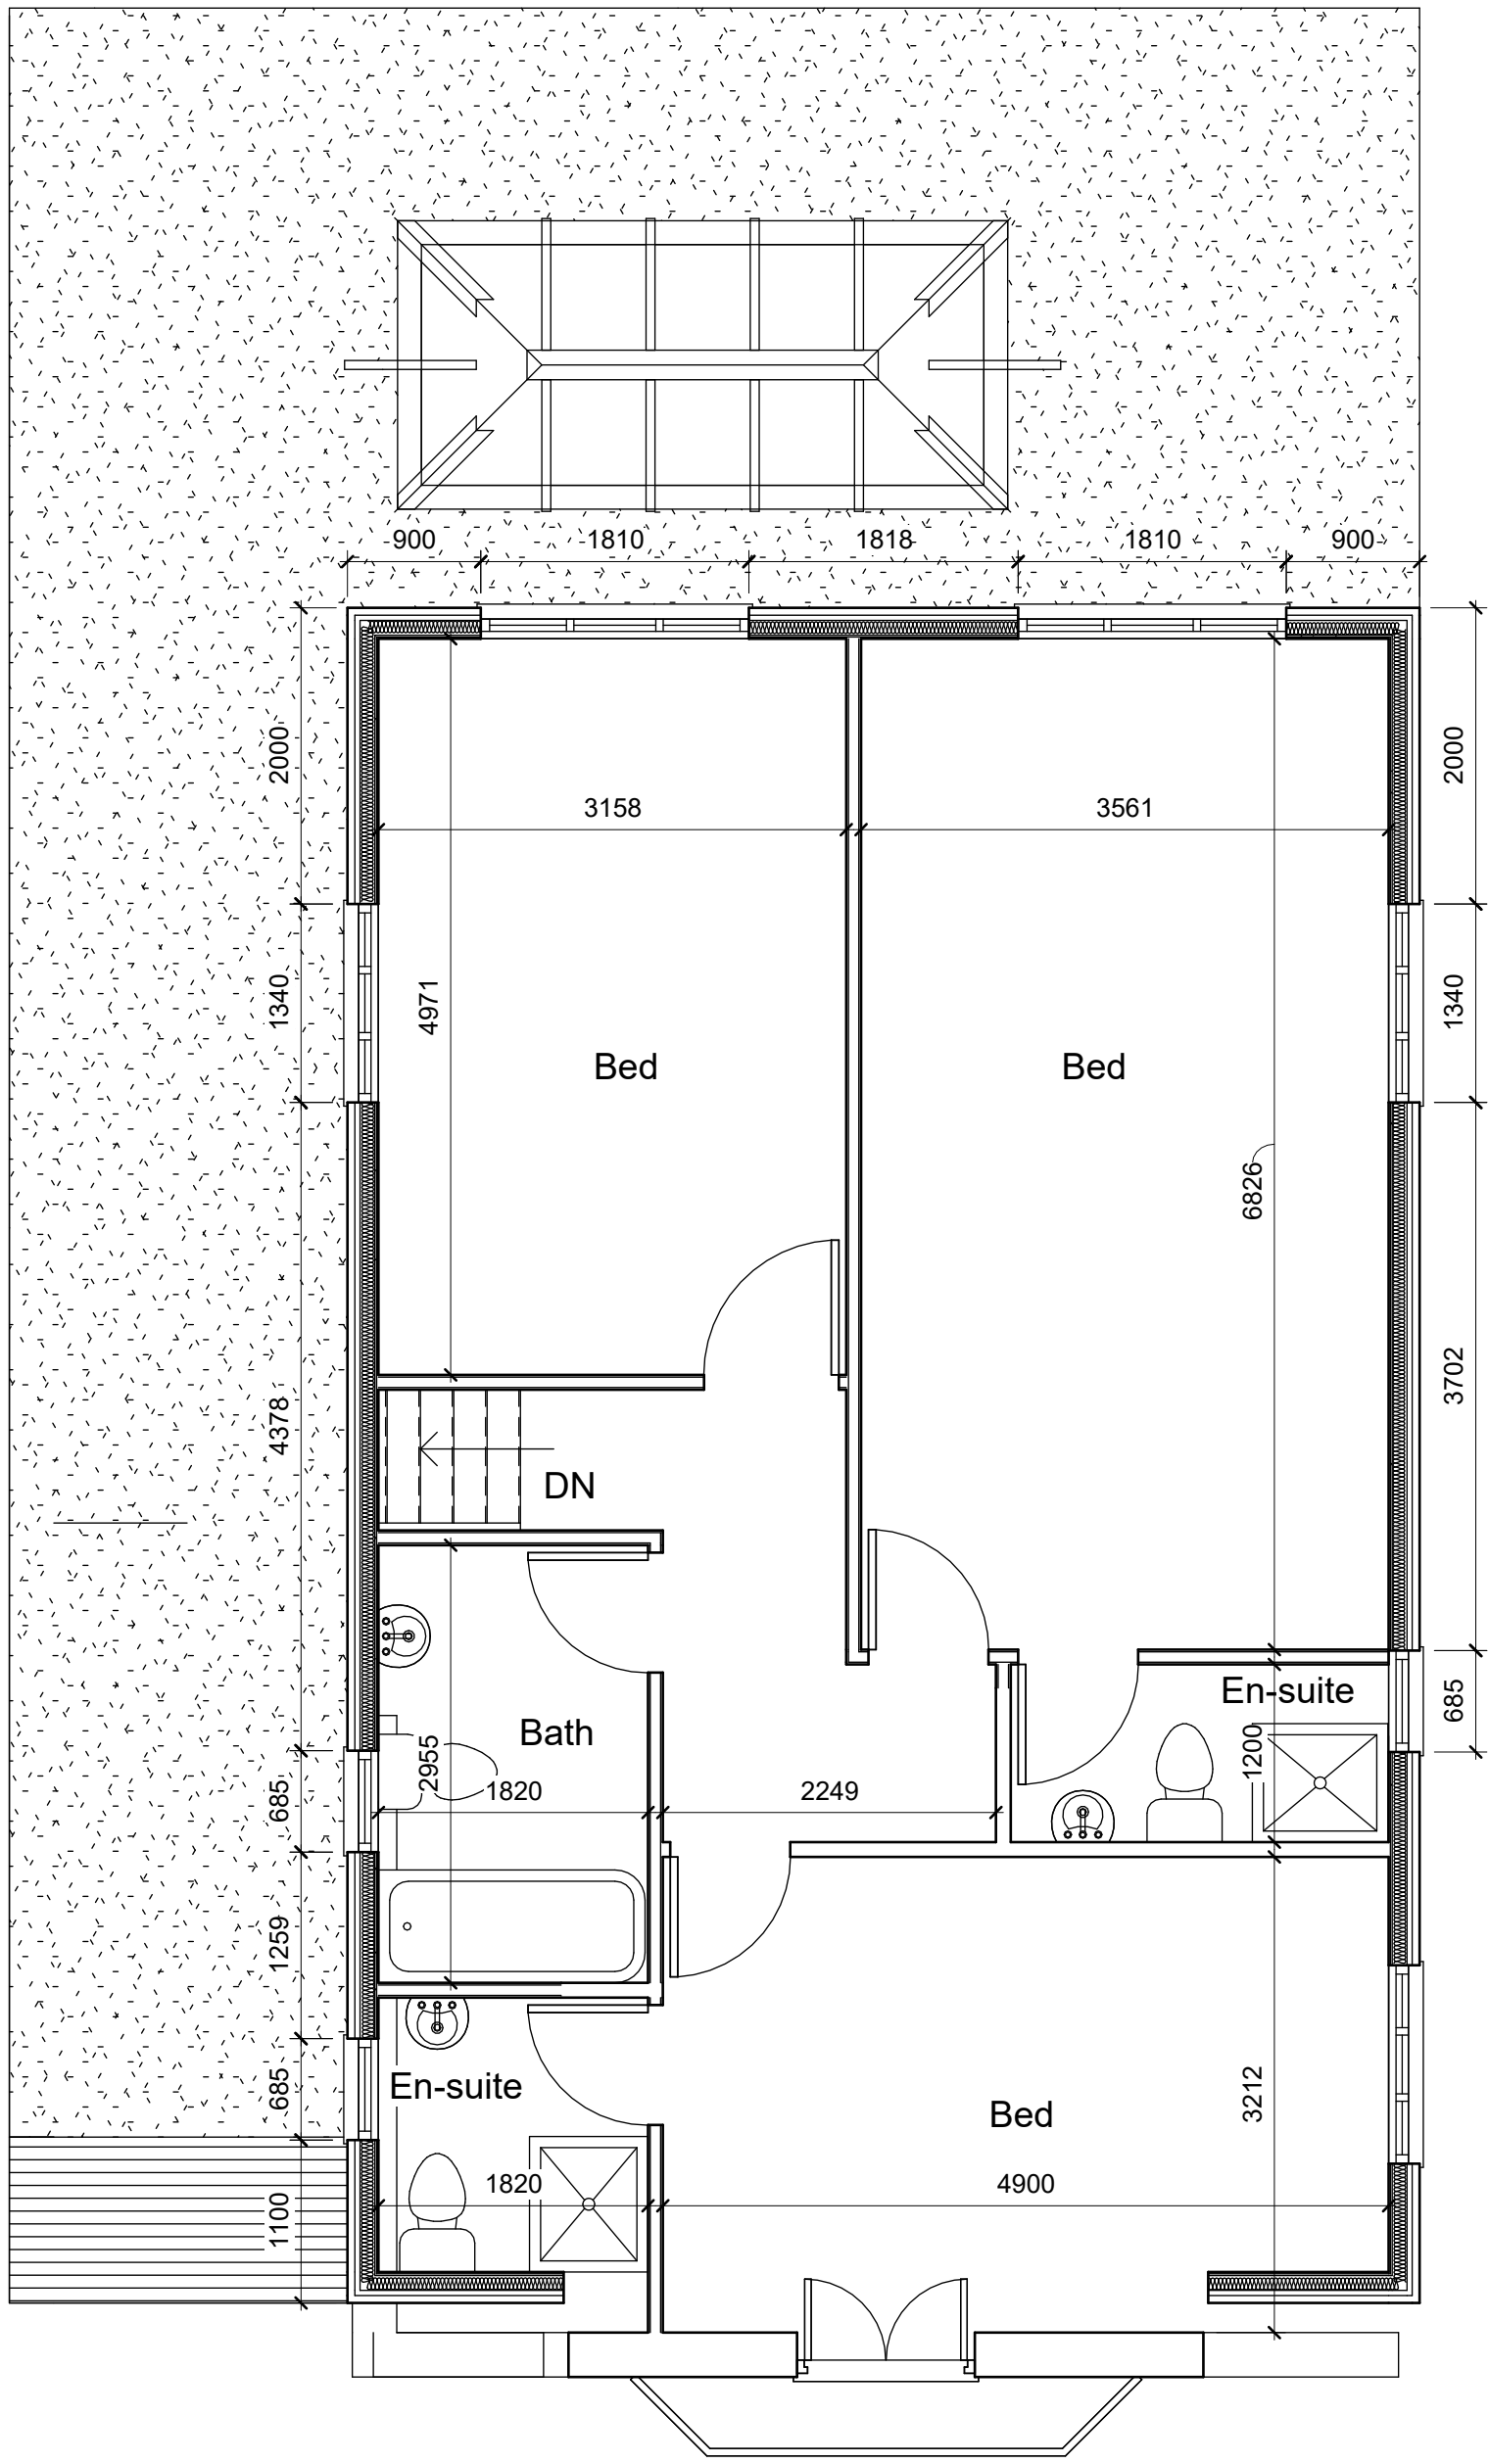 900 1810 1818 1810 900
2000 2000
3158 3561
1340 4971 1340
Bed Bed
6826
4378 3702
DN
En-suite
685
Bath
2955 1200
685 1820 2249
1259
685 En-suite
3212
Bed
1820 4900
1100